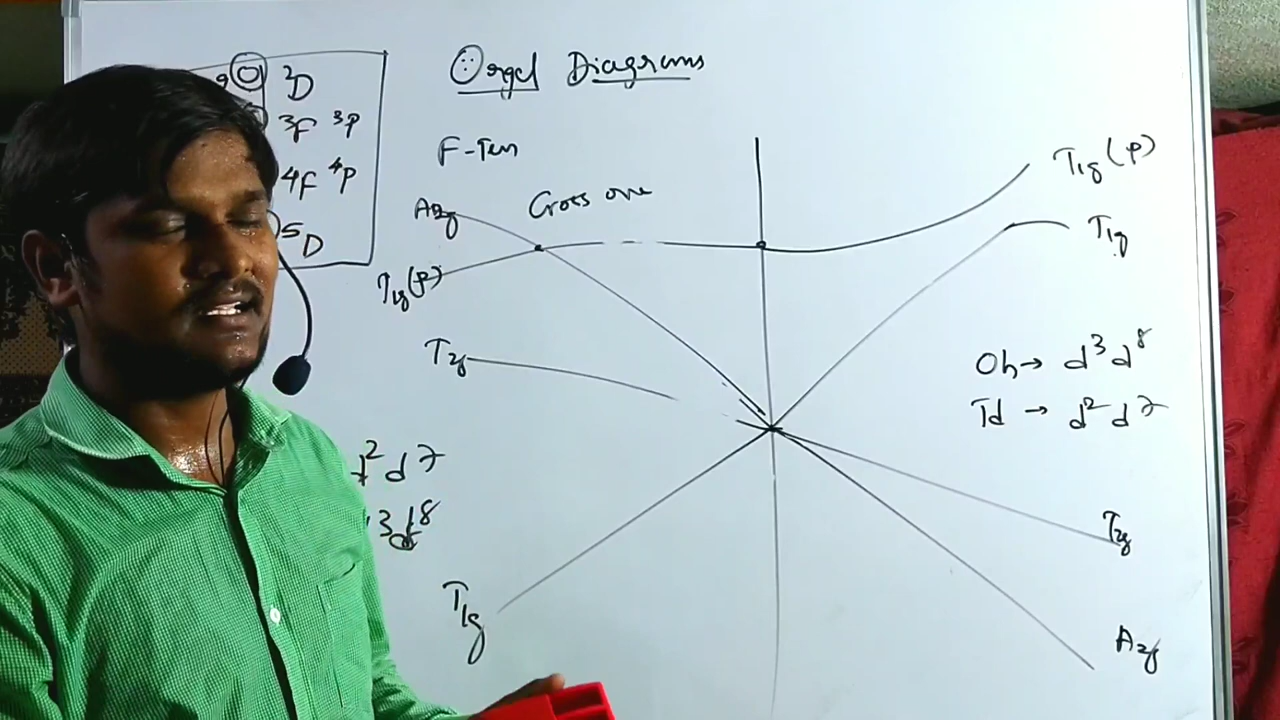 Orgel Diagrams
²D
³F ³P
⁴F ⁴P
⁵D
F-Term
Cross over
A2g
T1g(P)
T2g
T1g
T1g(P)
T1g
Oh→ d³ d⁸
Td → d² d⁷
T2g
A2g
d² d⁷
³ d⁸